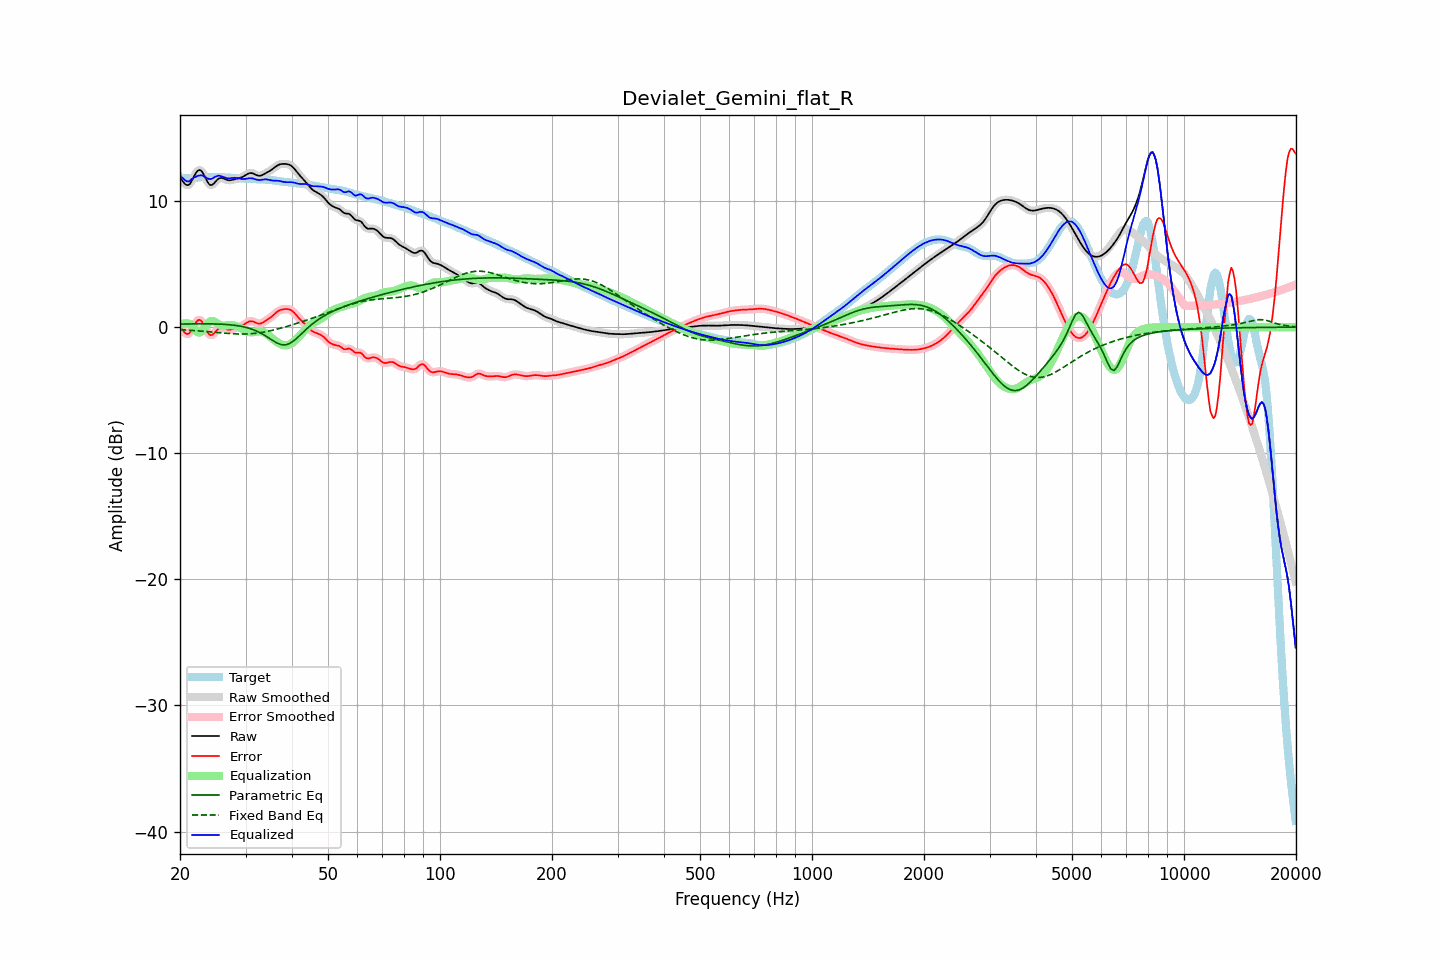 Devialet_Gemini_flat_R
Amplitude (dBr)
10
0
−10
−20
−30
−40
Target
Raw Smoothed
Error Smoothed
Raw
Error
Equalization
Parametric Eq
Fixed Band Eq
Equalized
20
50
100
200
500
1000
2000
5000
10000
20000
Frequency (Hz)